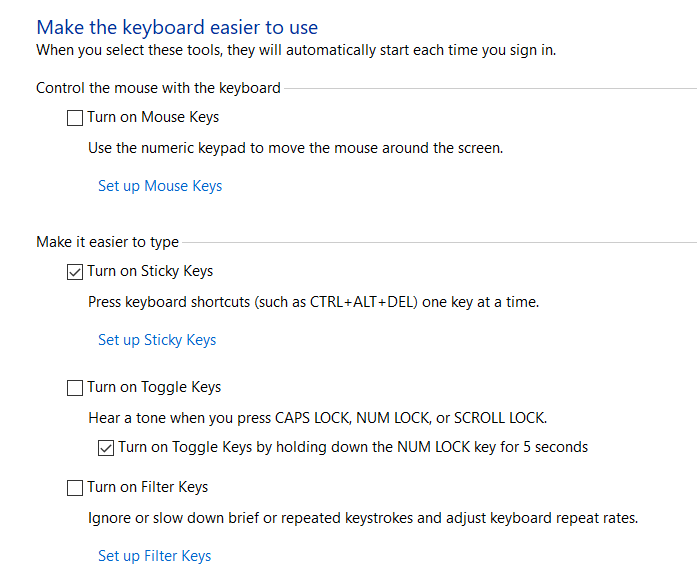 Make the keyboard easier to use
When you select these tools, they will automatically start each time you sign in.
Control the mouse with the keyboard
Turn on Mouse Keys
Use the numeric keypad to move the mouse around the screen.
Set up Mouse Keys
Make it easier to type
Turn on Sticky Keys
Press keyboard shortcuts (such as CTRL+ALT+DEL) one key at a time.
Set up Sticky Keys
Turn on Toggle Keys
Hear a tone when you press CAPS LOCK, NUM LOCK, or SCROLL LOCK.
Turn on Toggle Keys by holding down the NUM LOCK key for 5 seconds
Turn on Filter Keys
Ignore or slow down brief or repeated keystrokes and adjust keyboard repeat rates.
Set up Filter Keys